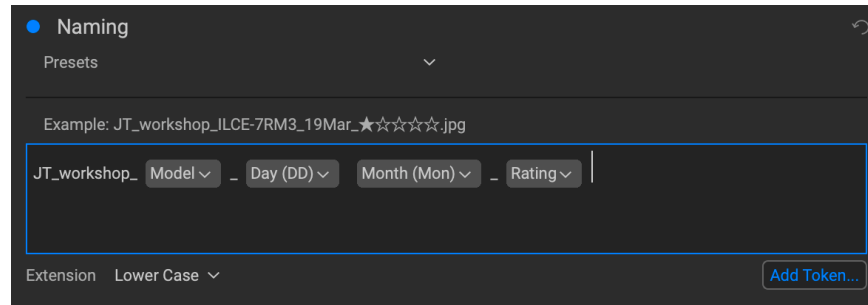 Naming
Presets
Example: JT_workshop_ILCE-7RM3_19Mar_★☆☆☆☆.jpg
JT_workshop_ Model _ Day (DD) Month (Mon) _ Rating
Extension Lower Case Add Token...